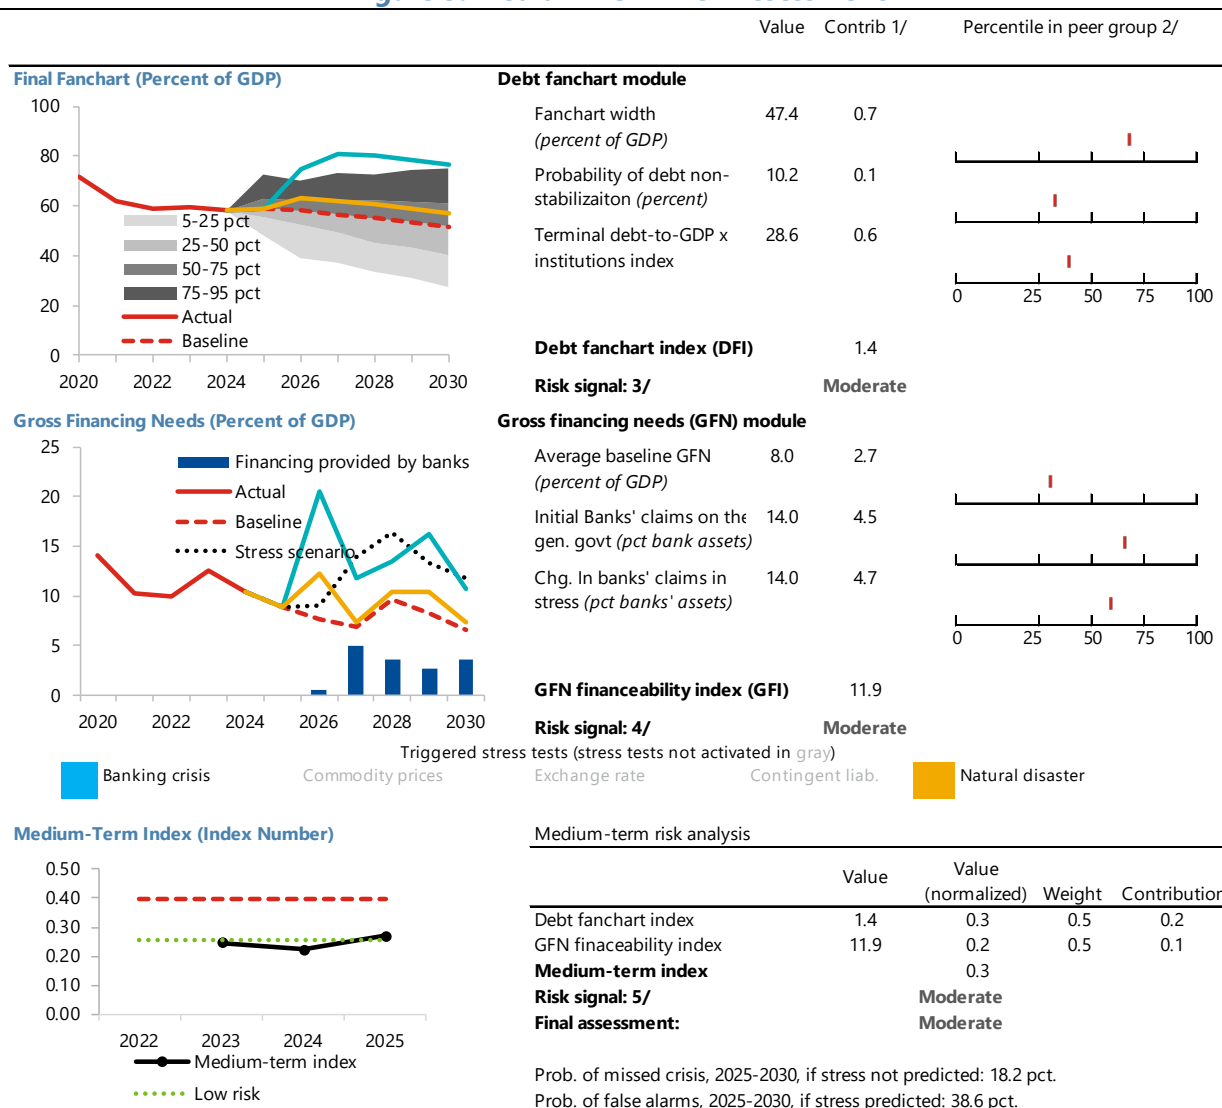 Value Contrib 1/ Percentile in peer group 2/
Final Fanchart (Percent of GDP)
100
80
60
40
20
0
5-25 pct
25-50 pct
50-75 pct
75-95 pct
Actual
Baseline
2020 2022 2024 2026 2028 2030
Debt fanchart module
Fanchart width 47.4 0.7
(percent of GDP)
Probability of debt non- 10.2 0.1
stabilizaiton (percent)
Terminal debt-to-GDP x 28.6 0.6
institutions index
0 25 50 75 100
Debt fanchart index (DFI) 1.4
Risk signal: 3/ Moderate
Gross Financing Needs (Percent of GDP)
25
20
15
10
5
0
Financing provided by banks
Actual
Baseline
Stress scenario
2020 2022 2024 2026 2028 2030
Gross financing needs (GFN) module
Average baseline GFN 8.0 2.7
(percent of GDP)
Initial Banks' claims on the 14.0 4.5
gen. govt (pct bank assets)
Chg. In banks' claims in 14.0 4.7
stress (pct banks' assets)
0 25 50 75 100
GFN financeability index (GFI) 11.9
Risk signal: 4/ Moderate
Triggered stress tests (stress tests not activated in gray)
Banking crisis Commodity prices Exchange rate Contingent liab. Natural disaster
Medium-Term Index (Index Number)
0.50
0.40
0.30
0.20
0.10
0.00
2022 2023 2024 2025
Medium-term index
Low risk
Medium-term risk analysis
Value Value
(normalized) Weight Contribution
Debt fanchart index 1.4 0.3 0.5 0.2
GFN finaceability index 11.9 0.2 0.5 0.1
Medium-term index 0.3
Risk signal: 5/ Moderate
Final assessment: Moderate
Prob. of missed crisis, 2025-2030, if stress not predicted: 18.2 pct.
Prob. of false alarms, 2025-2030, if stress predicted: 38.6 pct.